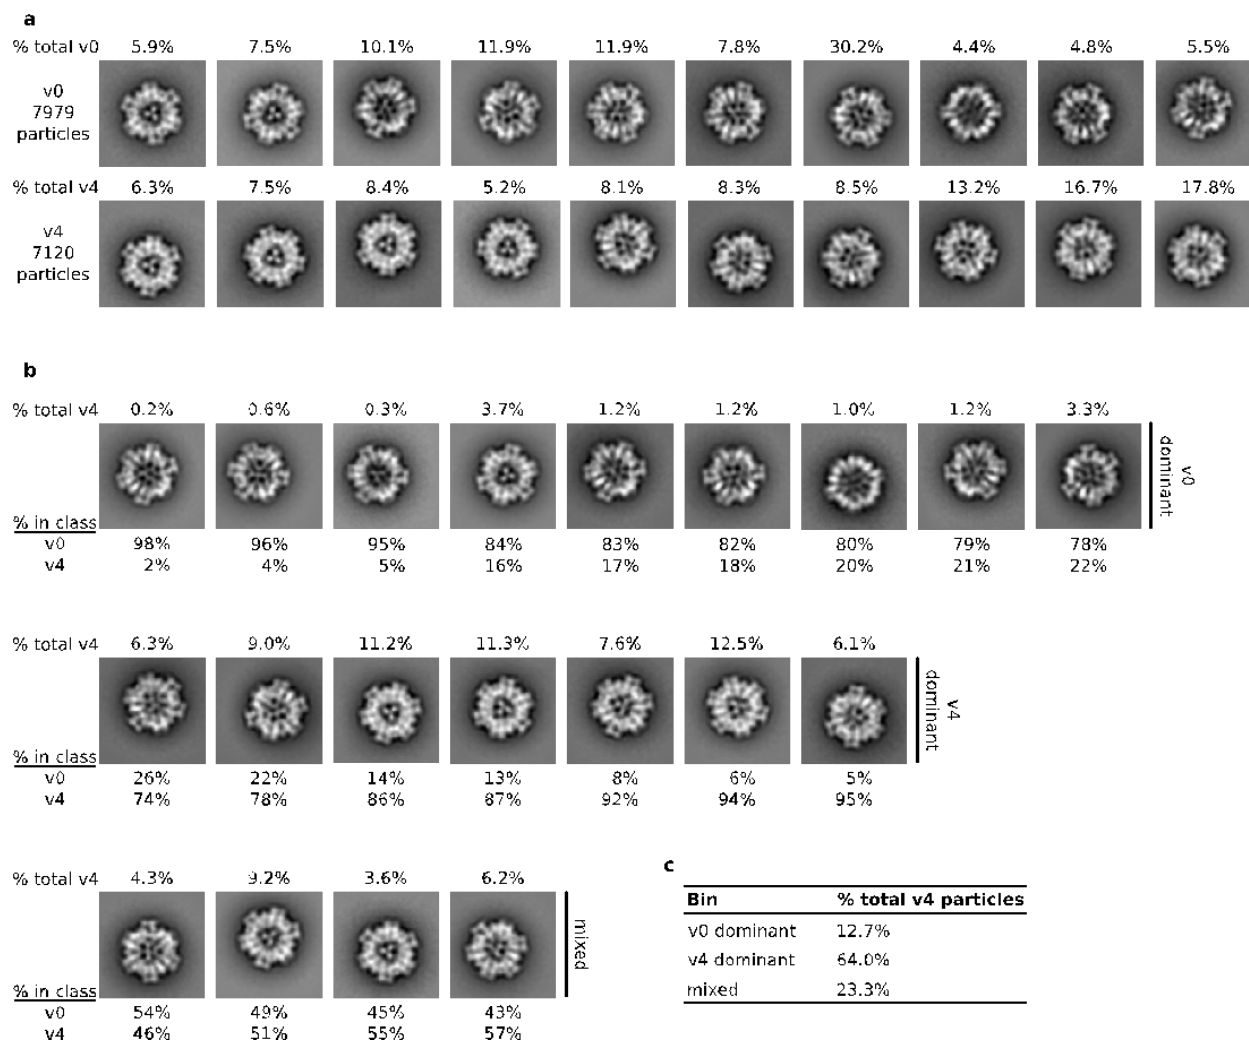 a
% total v0 5.9% 7.5% 10.1% 11.9% 11.9% 7.8% 30.2% 4.4% 4.8% 5.5%
v0
7979
particles
% total v4 6.3% 7.5% 8.4% 5.2% 8.1% 8.3% 8.5% 13.2% 16.7% 17.8%
v4
7120
particles
b
% total v4 0.2% 0.6% 0.3% 3.7% 1.2% 1.2% 1.0% 1.2% 3.3%
v0
dominant
% in class
v0 98% 96% 95% 84% 83% 82% 80% 79% 78%
v4 2% 4% 5% 16% 17% 18% 20% 21% 22%
% total v4 6.3% 9.0% 11.2% 11.3% 7.6% 12.5% 6.1%
v4
dominant
% in class
v0 26% 22% 14% 13% 8% 6% 5%
v4 74% 78% 86% 87% 92% 94% 95%
% total v4 4.3% 9.2% 3.6% 6.2%
mixed
% in class
v0 54% 49% 45% 43%
v4 46% 51% 55% 57%
c
Bin % total v4 particles
v0 dominant 12.7%
v4 dominant 64.0%
mixed 23.3%